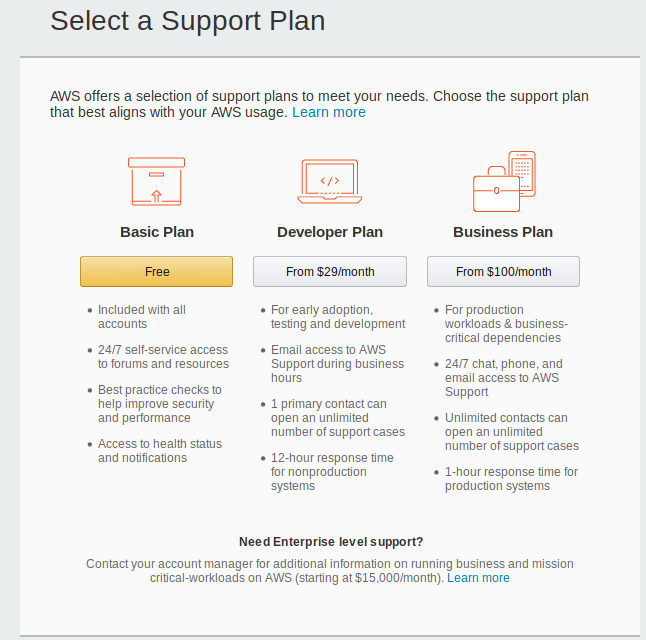 Select a Support Plan
AWS offers a selection of support plans to meet your needs. Choose the support plan
that best aligns with your AWS usage. Learn more
Basic Plan
Free
• Included with all
accounts
• 24/7 self-service access
to forums and resources
• Best practice checks to
help improve security
and performance
• Access to health status
and notifications
Developer Plan
From $29/month
• For early adoption,
testing and development
• Email access to AWS
Support during business
hours
• 1 primary contact can
open an unlimited
number of support cases
• 12-hour response time
for nonproduction
systems
Business Plan
From $100/month
• For production
workloads & business-
critical dependencies
• 24/7 chat, phone, and
email access to AWS
Support
• Unlimited contacts can
open an unlimited
number of support cases
• 1-hour response time for
production systems
Need Enterprise level support?
Contact your account manager for additional information on running business and mission
critical-workloads on AWS (starting at $15,000/month). Learn more